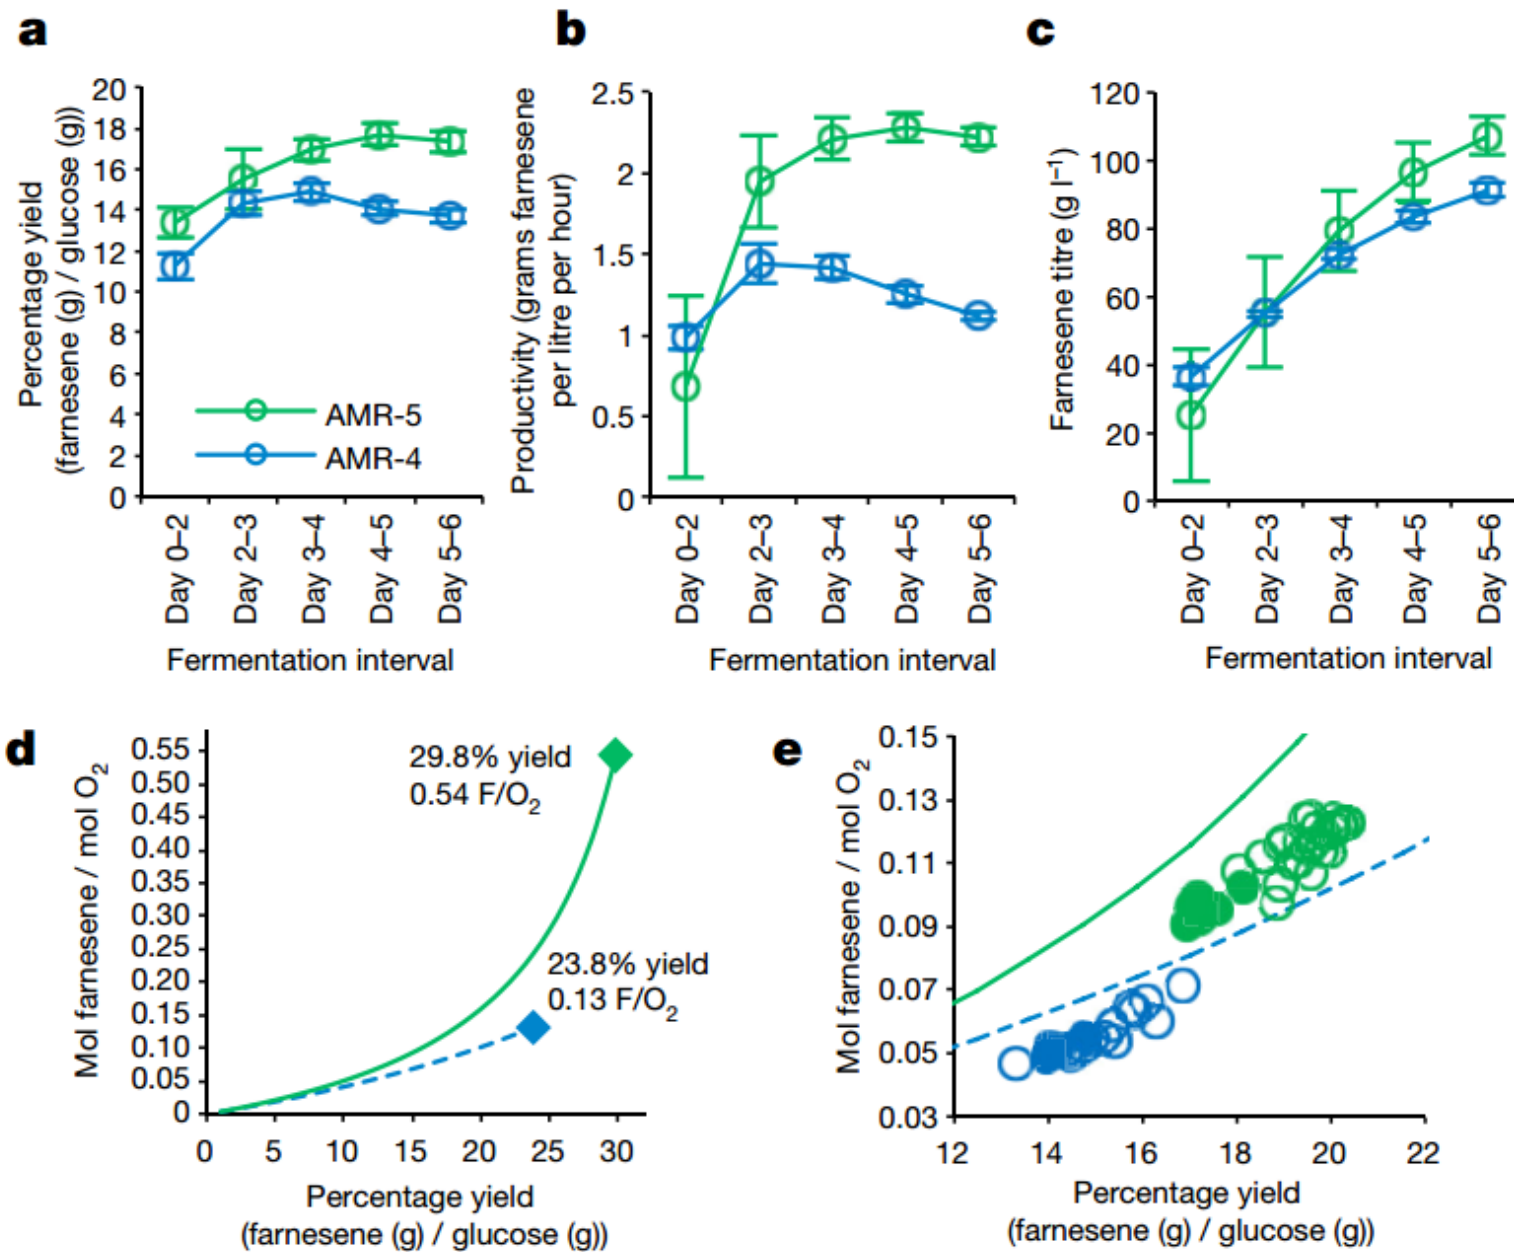 a
Percentage yield
(farnesene (g) / glucose (g))
20
18
16
14
12
10
8
6
4
2
0
AMR-5
AMR-4
Day 0–2
Day 2–3
Day 3–4
Day 4–5
Day 5–6
Fermentation interval
b
Productivity (grams farnesene
per litre per hour)
2.5
2
1.5
1
0.5
0
Day 0–2
Day 2–3
Day 3–4
Day 4–5
Day 5–6
Fermentation interval
c
Farnesene titre (g l⁻¹)
120
100
80
60
40
20
0
Day 0–2
Day 2–3
Day 3–4
Day 4–5
Day 5–6
Fermentation interval
d
Mol farnesene / mol O₂
0.55
0.50
0.45
0.40
0.35
0.30
0.25
0.20
0.15
0.10
0.05
0
29.8% yield
0.54 F/O₂
23.8% yield
0.13 F/O₂
0 5 10 15 20 25 30
Percentage yield
(farnesene (g) / glucose (g))
e
Mol farnesene / mol O₂
0.15
0.13
0.11
0.09
0.07
0.05
0.03
12 14 16 18 20 22
Percentage yield
(farnesene (g) / glucose (g))